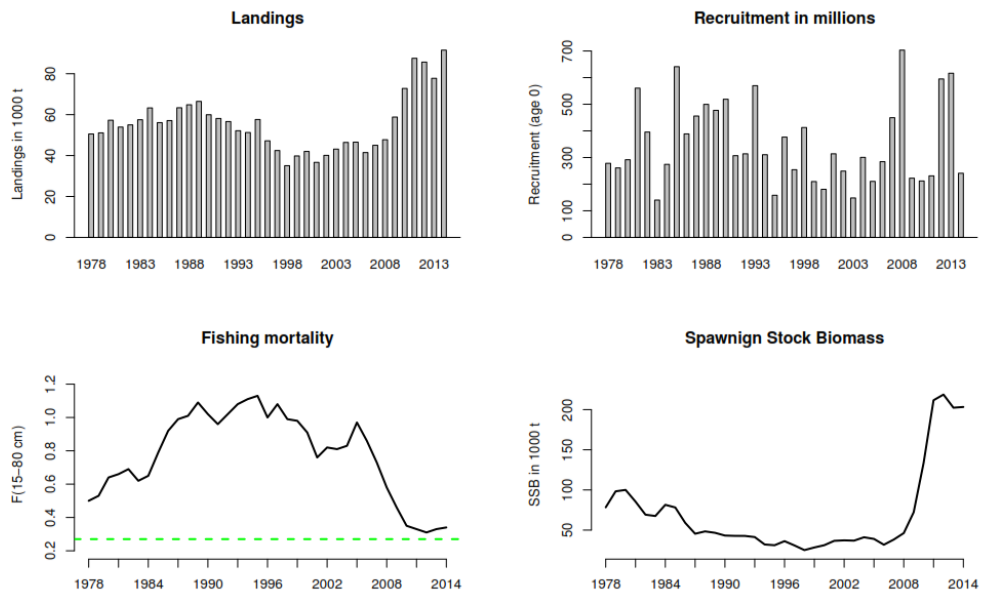 Landings
Landings in 1000 t
80
60
40
20
0
1978 1983 1988 1993 1998 2003 2008 2013
Recruitment in millions
Recruitment (age 0)
700
500
300
100
0
1978 1983 1988 1993 1998 2003 2008 2013
Fishing mortality
F(15–80 cm)
1.2
1.0
0.8
0.6
0.4
0.2
1978 1984 1990 1996 2002 2008 2014
Spawnign Stock Biomass
SSB in 1000 t
200
150
100
50
1978 1984 1990 1996 2002 2008 2014